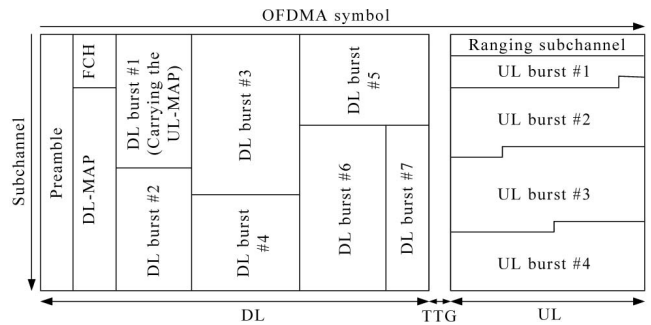 OFDMA symbol
Subchannel
Preamble
FCH
DL-MAP
DL burst #1
(Carrying the
UL-MAP)
DL burst #2
DL burst #3
DL burst
#4
DL burst
#5
DL burst #6
DL burst #7
Ranging subchannel
UL burst #1
UL burst #2
UL burst #3
UL burst #4
DL
TTG
UL